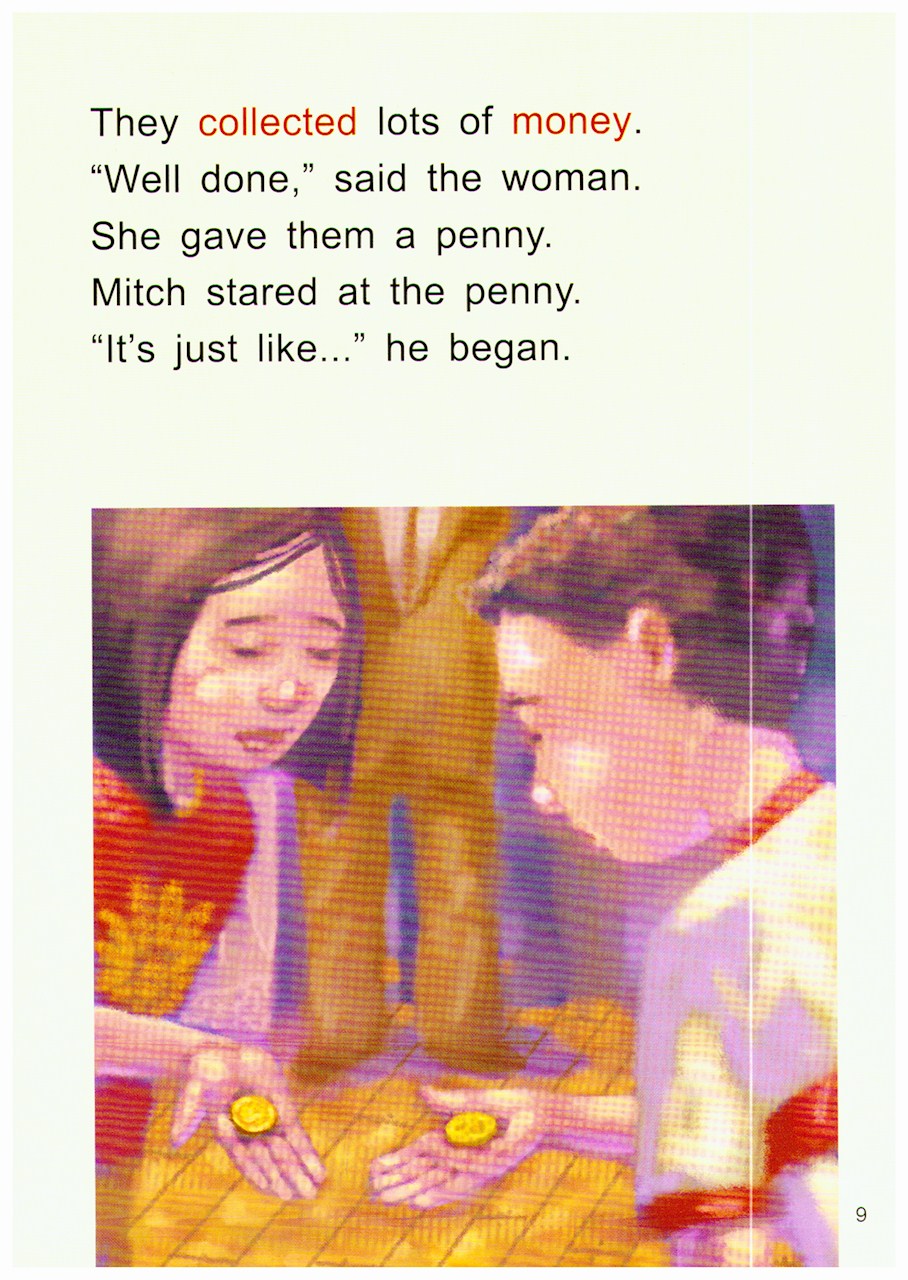 They collected lots of money.
“Well done,” said the woman.
She gave them a penny.
Mitch stared at the penny.
“It’s just like...” he began.
9